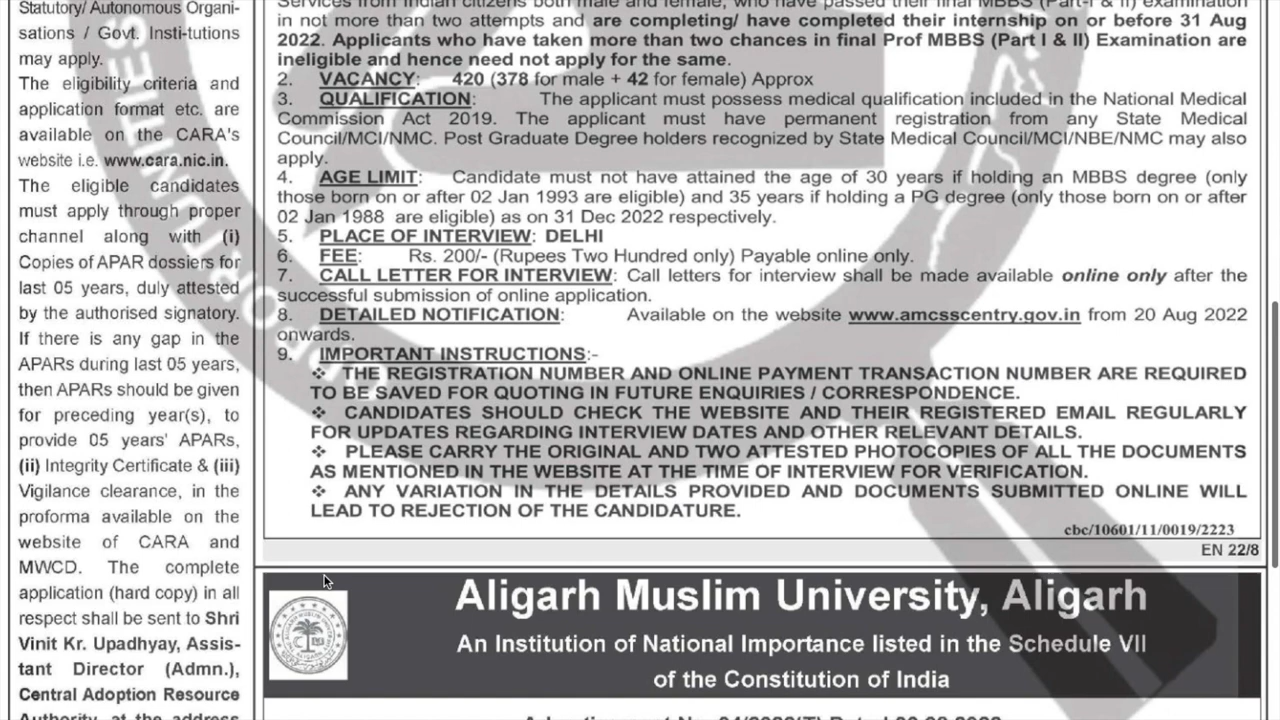 Statutory/ Autonomous Organi-
sations / Govt. Insti-tutions
may apply.
The eligibility criteria and
application format etc. are
available on the CARA's
website i.e. www.cara.nic.in.
The eligible candidates
must apply through proper
channel along with (i)
Copies of APAR dossiers for
last 05 years, duly attested
by the authorised signatory.
If there is any gap in the
APARs during last 05 years,
then APARs should be given
for preceding year(s), to
provide 05 years' APARs,
(ii) Integrity Certificate & (iii)
Vigilance clearance, in the
proforma available on the
website of CARA and
MWCD. The complete
application (hard copy) in all
respect shall be sent to Shri
Vinit Kr. Upadhyay, Assis-
tant Director (Admn.),
Central Adoption Resource
Authority, at the address
Services from Indian citizens both male and female, who have passed their final MBBS (Part-I & II) examination
in not more than two attempts and are completing/ have completed their internship on or before 31 Aug
2022. Applicants who have taken more than two chances in final Prof MBBS (Part I & II) Examination are
ineligible and hence need not apply for the same.
2. VACANCY: 420 (378 for male + 42 for female) Approx
3. QUALIFICATION: The applicant must possess medical qualification included in the National Medical
Commission Act 2019. The applicant must have permanent registration from any State Medical
Council/MCI/NMC. Post Graduate Degree holders recognized by State Medical Council/MCI/NBE/NMC may also
apply.
4. AGE LIMIT: Candidate must not have attained the age of 30 years if holding an MBBS degree (only
those born on or after 02 Jan 1993 are eligible) and 35 years if holding a PG degree (only those born on or after
02 Jan 1988 are eligible) as on 31 Dec 2022 respectively.
5. PLACE OF INTERVIEW: DELHI
6. FEE: Rs. 200/- (Rupees Two Hundred only) Payable online only.
7. CALL LETTER FOR INTERVIEW: Call letters for interview shall be made available online only after the
successful submission of online application.
8. DETAILED NOTIFICATION: Available on the website www.amcsscentry.gov.in from 20 Aug 2022
onwards.
9. IMPORTANT INSTRUCTIONS:-
❖ THE REGISTRATION NUMBER AND ONLINE PAYMENT TRANSACTION NUMBER ARE REQUIRED
TO BE SAVED FOR QUOTING IN FUTURE ENQUIRIES / CORRESPONDENCE.
❖ CANDIDATES SHOULD CHECK THE WEBSITE AND THEIR REGISTERED EMAIL REGULARLY
FOR UPDATES REGARDING INTERVIEW DATES AND OTHER RELEVANT DETAILS.
❖ PLEASE CARRY THE ORIGINAL AND TWO ATTESTED PHOTOCOPIES OF ALL THE DOCUMENTS
AS MENTIONED IN THE WEBSITE AT THE TIME OF INTERVIEW FOR VERIFICATION.
❖ ANY VARIATION IN THE DETAILS PROVIDED AND DOCUMENTS SUBMITTED ONLINE WILL
LEAD TO REJECTION OF THE CANDIDATURE.
cbc/10601/11/0019/2223
EN 22/8
Aligarh Muslim University, Aligarh
An Institution of National Importance listed in the Schedule VII
of the Constitution of India